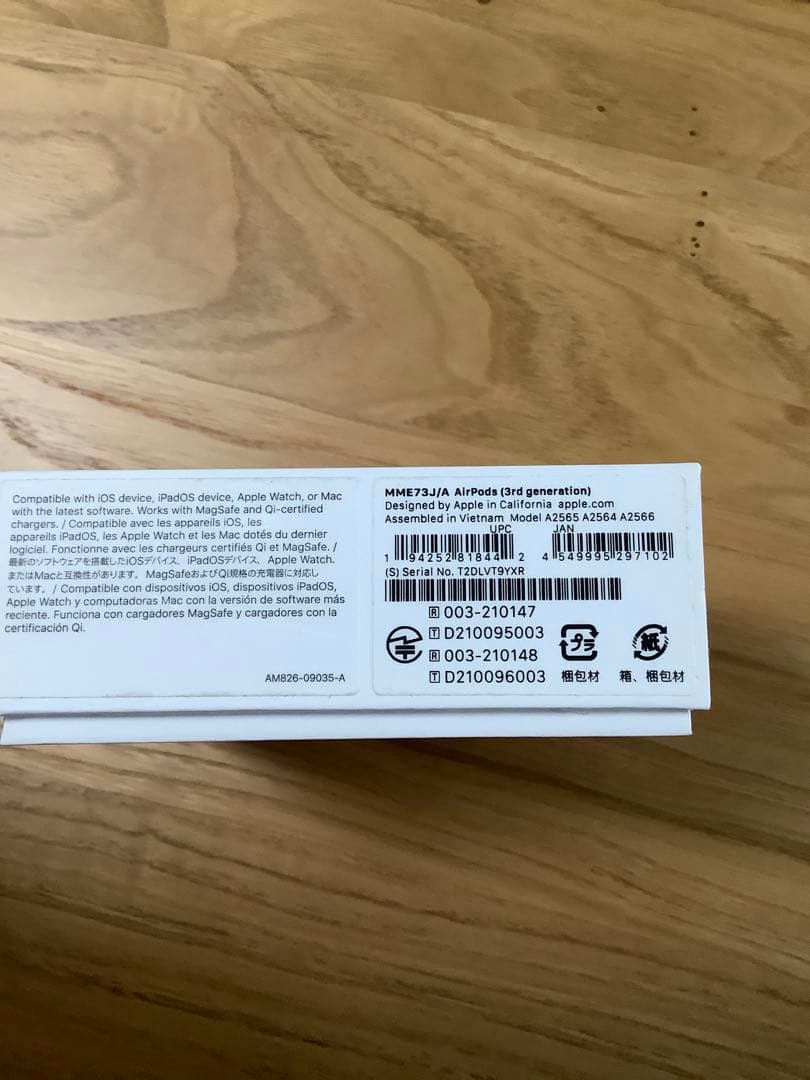 Compatible with iOS device, iPadOS device, Apple Watch, or Mac
with the latest software. Works with MagSafe and Qi-certified
chargers. / Compatible avec les appareils iOS, les
appareils iPadOS, les Apple Watch et les Mac dotés du dernier
logiciel. Fonctionne avec les chargeurs certifiés Qi et MagSafe. /
最新のソフトウェアを搭載したiOSデバイス、iPadOSデバイス、Apple Watch、
またはMacと互換性があります。 MagSafeおよびQi規格の充電器に対応し
ています。 / Compatible con dispositivos iOS, dispositivos iPadOS,
Apple Watch y computadoras Mac con la versión de software más
reciente. Funciona con cargadores MagSafe y cargadores con la
certificación Qi.
AM826-09035-A
MME73J/A AirPods (3rd generation)
Designed by Apple in California apple.com
Assembled in Vietnam Model A2565 A2564 A2566
UPC JAN
1 94252 81844 2 4 549995 297102
(S) Serial No. T2DLVT9YXR
R 003-210147
T D210095003
R 003-210148
T D210096003
プラ 紙
梱包材 箱、梱包材